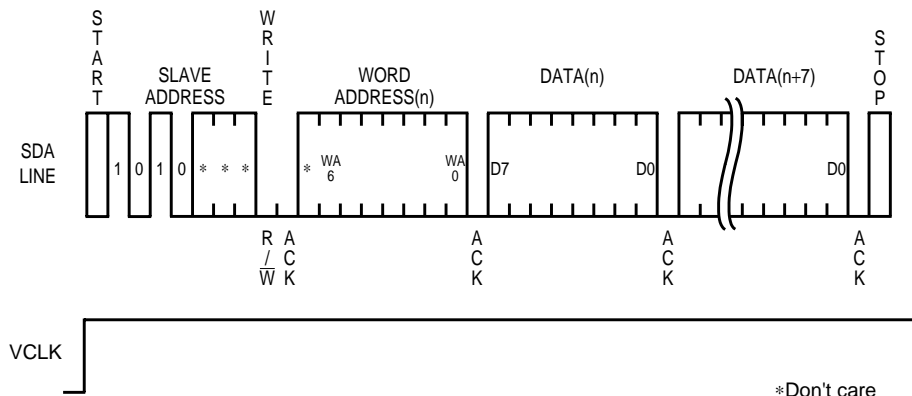 START
WRITE
STOP
SLAVE
ADDRESS
WORD
ADDRESS(n)
DATA(n)
DATA(n+7)
SDA
LINE
1 0 1 0 * * *
* WA
6
WA
0
D7 D0
D0
R/W
ACK
ACK
ACK
ACK
VCLK
*Don't care